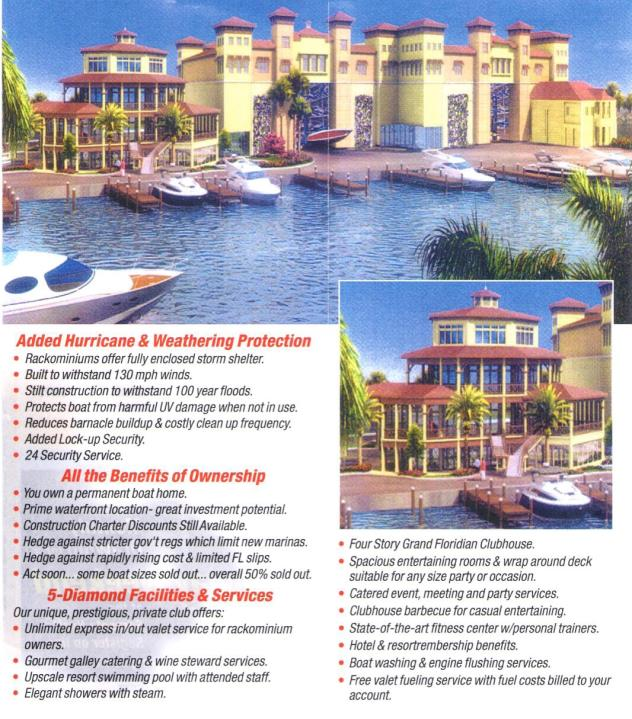 Added Hurricane & Weathering Protection
• Rackominiums offer fully enclosed storm shelter.
• Built to withstand 130 mph winds.
• Stilt construction to withstand 100 year floods.
• Protects boat from harmful UV damage when not in use.
• Reduces barnacle buildup & costly clean up frequency.
• Added Lock-up Security.
• 24 Security Service.
All the Benefits of Ownership
• You own a permanent boat home.
• Prime waterfront location- great investment potential.
• Construction Charter Discounts Still Available.
• Hedge against stricter gov't regs which limit new marinas.
• Hedge against rapidly rising cost & limited FL slips.
• Act soon... some boat sizes sold out... overall 50% sold out.
5-Diamond Facilities & Services
Our unique, prestigious, private club offers:
• Unlimited express in/out valet service for rackominium
owners.
• Gourmet galley catering & wine steward services.
• Upscale resort swimming pool with attended staff.
• Elegant showers with steam.
• Four Story Grand Floridian Clubhouse.
• Spacious entertaining rooms & wrap around deck
suitable for any size party or occasion.
• Catered event, meeting and party services.
• Clubhouse barbecue for casual entertaining.
• State-of-the-art fitness center w/personal trainers.
• Hotel & resortrembership benefits.
• Boat washing & engine flushing services.
• Free valet fueling service with fuel costs billed to your
account.